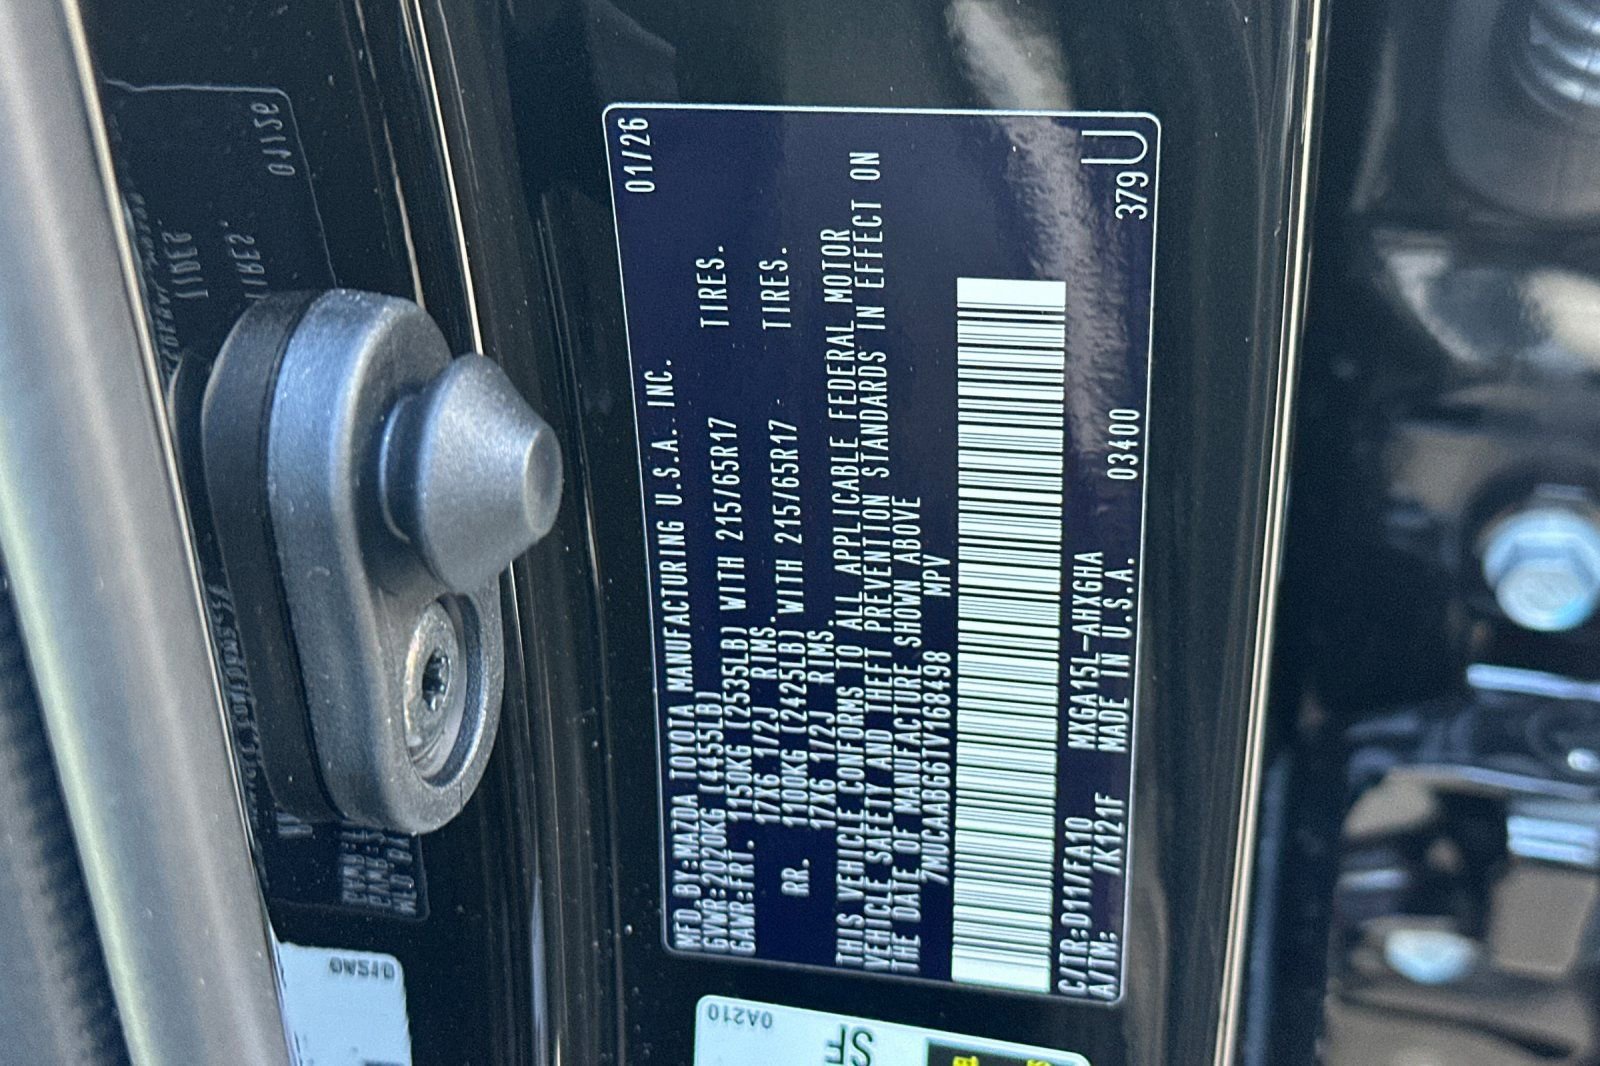 MFD.BY:MAZDA TOYOTA MANUFACTURING U.S.A. INC. 01/26
GVWR:2020KG (4455LB)
GAWR:FRT. 1150KG (2535LB) WITH 215/65R17 TIRES.
17X6 1/2J RIMS.
RR. 1100KG (2425LB) WITH 215/65R17 TIRES.
17X6 1/2J RIMS.
THIS VEHICLE CONFORMS TO ALL APPLICABLE FEDERAL MOTOR
VEHICLE SAFETY AND THEFT PREVENTION STANDARDS IN EFFECT ON
THE DATE OF MANUFACTURE SHOWN ABOVE
7MUCAABG6TV168498 MPV
C/TR:D11/FA10 MXGA15L-AHXGHA 03400 379 U
A/TM: /K121F MADE IN U.S.A.
0A210
SF